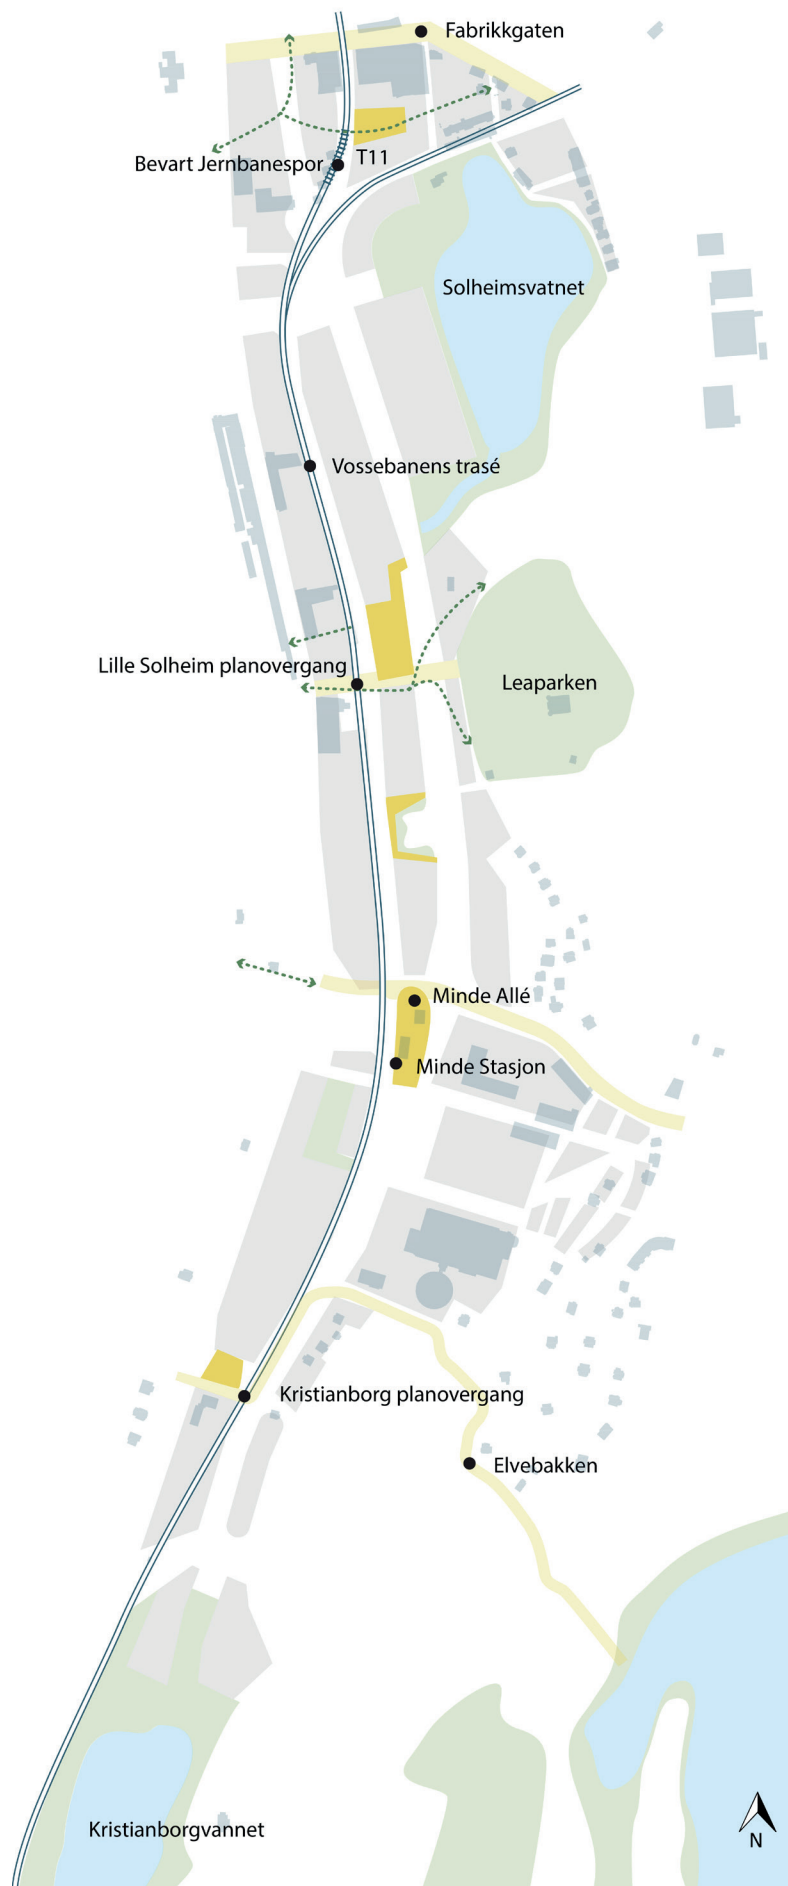 Fabrikkgaten
Bevart Jernbanespor
T11
Solheimsvatnet
Vossebanens trasé
Lille Solheim planovergang
Leaparken
Minde Allé
Minde Stasjon
Kristianborg planovergang
Elvebakken
Kristianborgvannet
N